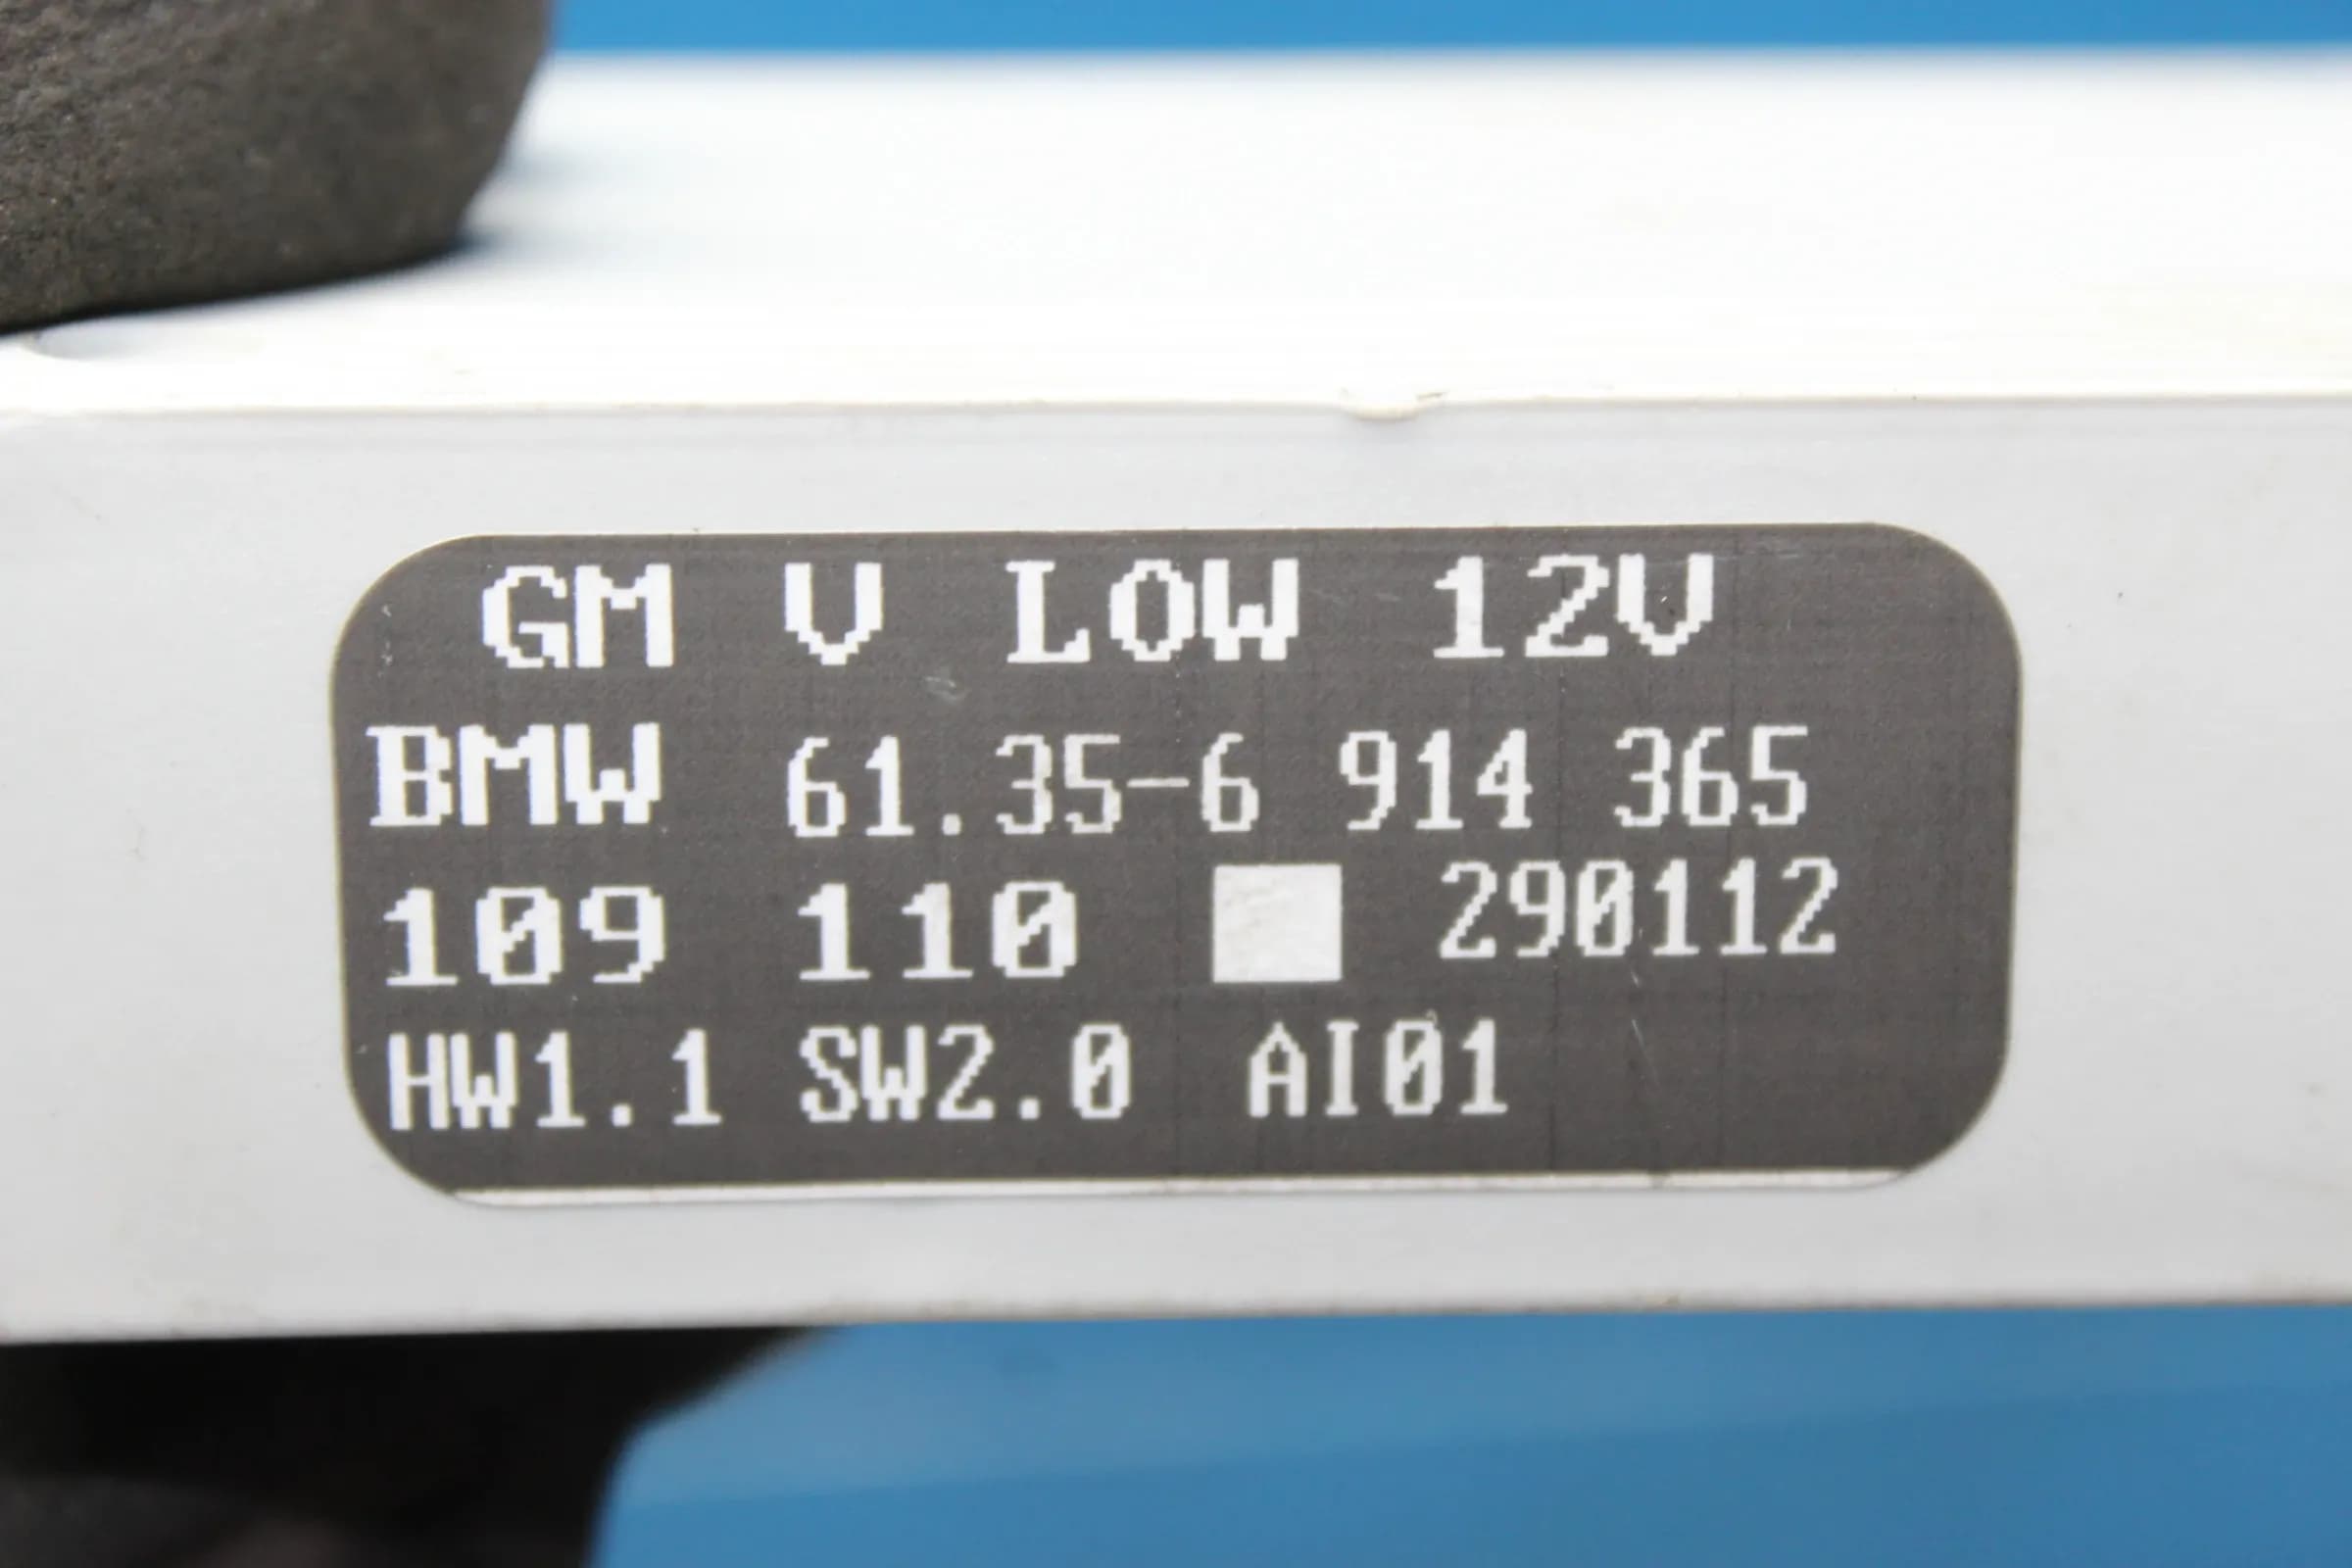 GM V LOW 12V
BMW 61.35-6 914 365
109 110 290112
HW1.1 SW2.0 AI01